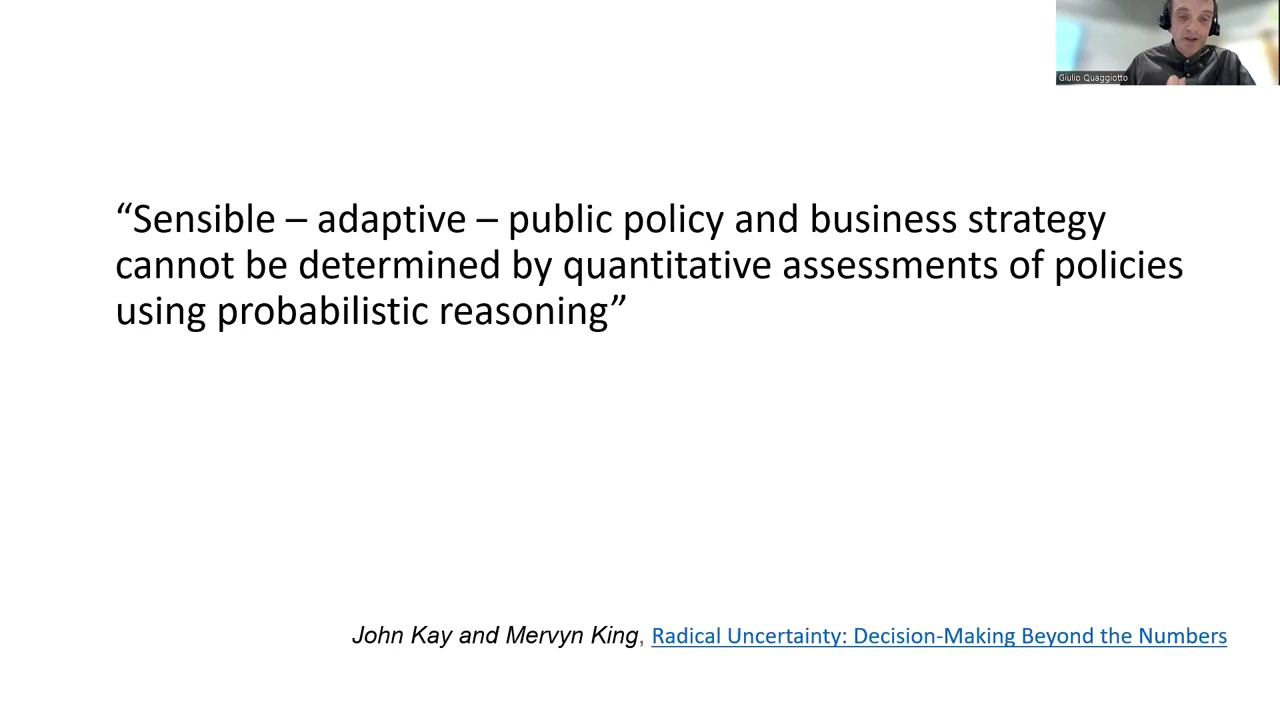 Giulio Quaggiotto
“Sensible – adaptive – public policy and business strategy
cannot be determined by quantitative assessments of policies
using probabilistic reasoning”
John Kay and Mervyn King, Radical Uncertainty: Decision-Making Beyond the Numbers